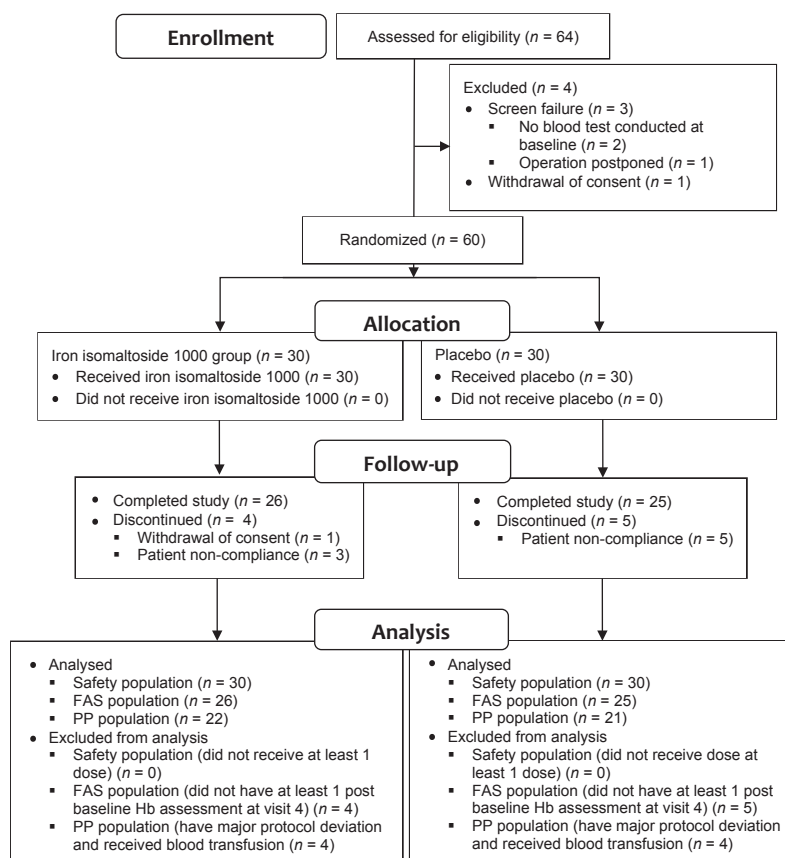 Enrollment
Assessed for eligibility (n = 64)
Excluded (n = 4)
• Screen failure (n = 3)
▪ No blood test conducted at
baseline (n = 2)
▪ Operation postponed (n = 1)
• Withdrawal of consent (n = 1)
Randomized (n = 60)
Allocation
Iron isomaltoside 1000 group (n = 30)
• Received iron isomaltoside 1000 (n = 30)
• Did not receive iron isomaltoside 1000 (n = 0)
Placebo (n = 30)
• Received placebo (n = 30)
• Did not receive placebo (n = 0)
Follow-up
• Completed study (n = 26)
• Discontinued (n = 4)
▪ Withdrawal of consent (n = 1)
▪ Patient non-compliance (n = 3)
• Completed study (n = 25)
• Discontinued (n = 5)
▪ Patient non-compliance (n = 5)
Analysis
• Analysed
▪ Safety population (n = 30)
▪ FAS population (n = 26)
▪ PP population (n = 22)
• Excluded from analysis
▪ Safety population (did not receive at least 1
dose) (n = 0)
▪ FAS population (did not have at least 1 post
baseline Hb assessment at visit 4) (n = 4)
▪ PP population (have major protocol deviation
and received blood transfusion (n = 4)
• Analysed
▪ Safety population (n = 30)
▪ FAS population (n = 25)
▪ PP population (n = 21)
• Excluded from analysis
▪ Safety population (did not receive dose at
least 1 dose) (n = 0)
▪ FAS population (did not have at least 1 post
baseline Hb assessment at visit 4) (n = 5)
▪ PP population (have major protocol deviation
and received blood transfusion (n = 4)